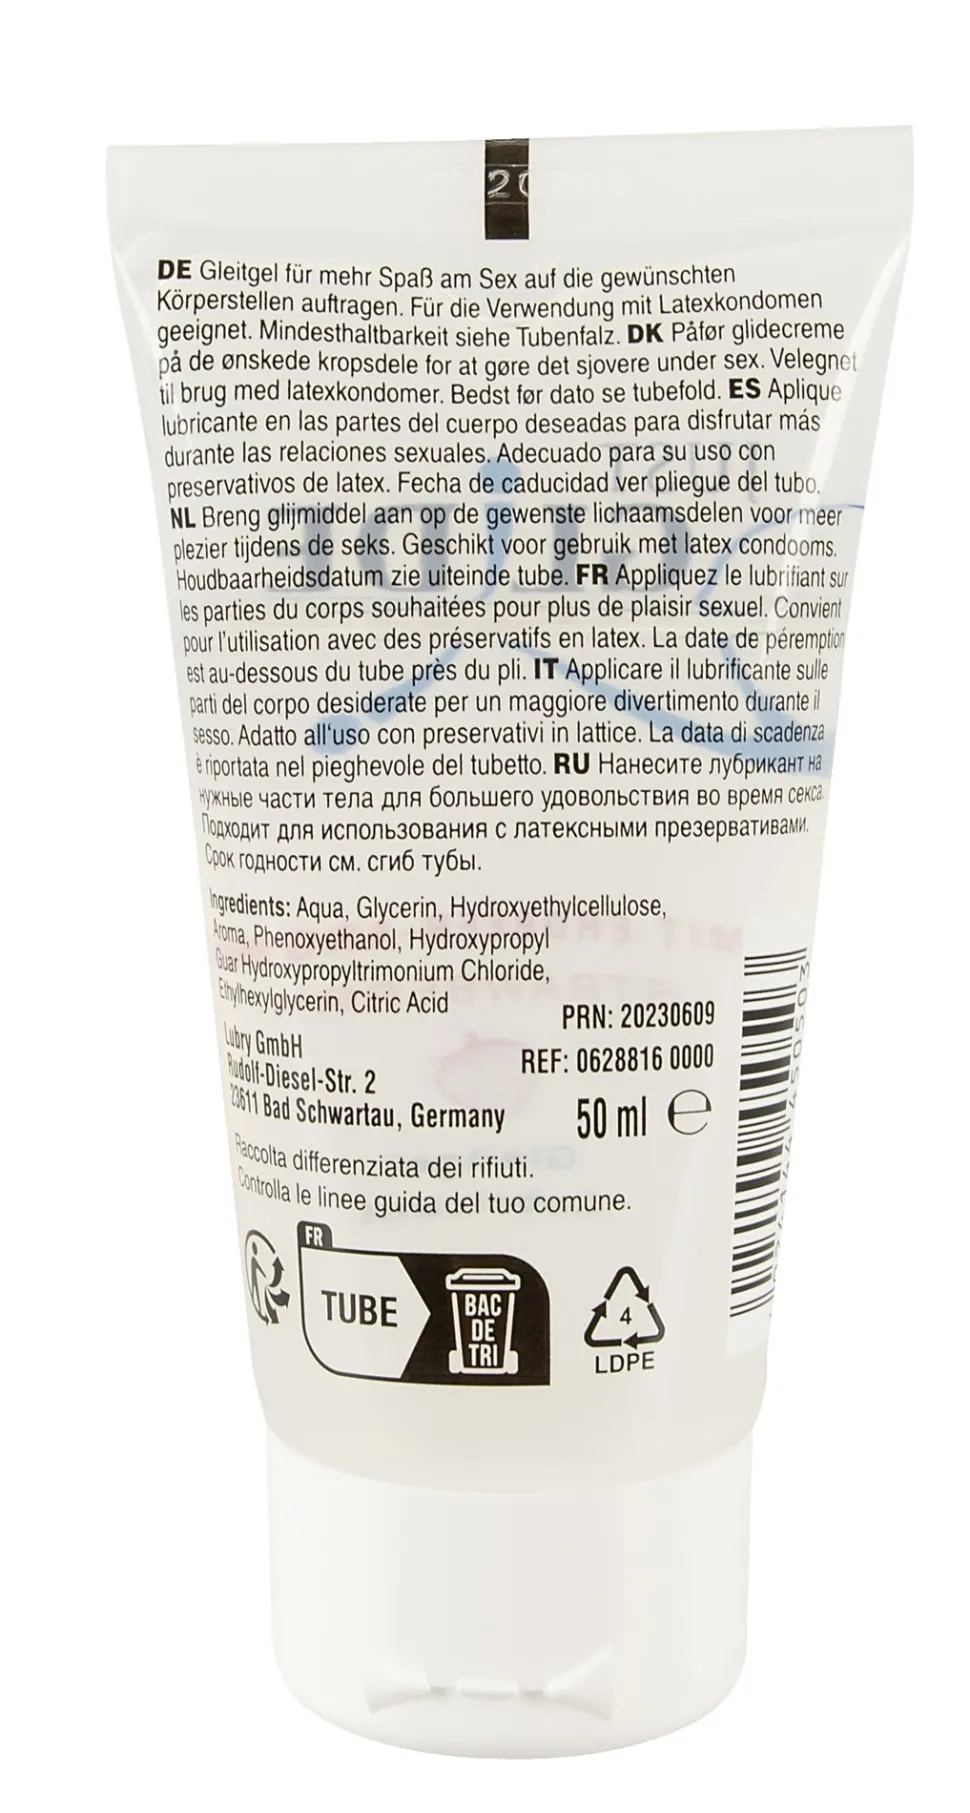 DE Gleitgel für mehr Spaß am Sex auf die gewünschten
Körperstellen auftragen. Für die Verwendung mit Latexkondomen
geeignet. Mindesthaltbarkeit siehe Tubenfalz. DK Påfør glidecreme
på de ønskede kropsdele for at gøre det sjovere under sex. Velegnet
til brug med latexkondomer. Bedst før dato se tubefold. ES Aplique
lubricante en las partes del cuerpo deseadas para disfrutar más
durante las relaciones sexuales. Adecuado para su uso con
preservativos de latex. Fecha de caducidad ver pliegue del tubo.
NL Breng glijmiddel aan op de gewenste lichaamsdelen voor meer
plezier tijdens de seks. Geschikt voor gebruik met latex condooms.
Houdbaarheidsdatum zie uiteinde tube. FR Appliquez le lubrifiant sur
les parties du corps souhaitées pour plus de plaisir sexuel. Convient
pour l'utilisation avec des préservatifs en latex. La date de péremption
est au-dessous du tube près du pli. IT Applicare il lubrificante sulle
parti del corpo desiderate per un maggiore divertimento durante il
sesso. Adatto all'uso con preservativi in lattice. La data di scadenza
è riportata nel pieghevole del tubetto. RU Нанесите лубрикант на
нужные части тела для большего удовольствия во время секса.
Подходит для использования с латексными презервативами.
Срок годности см. сгиб тубы.
Ingredients: Aqua, Glycerin, Hydroxyethylcellulose,
Aroma, Phenoxyethanol, Hydroxypropyl
Guar Hydroxypropyltrimonium Chloride,
Ethylhexylglycerin, Citric Acid
PRN: 20230609
Lubry GmbH
REF: 0628816 0000
Rudolf-Diesel-Str. 2
23611 Bad Schwartau, Germany
50 ml e
Raccolta differenziata dei rifiuti.
Controlla le linee guida del tuo comune.
FR
TUBE
BAC
DE
TRI
4
LDPE